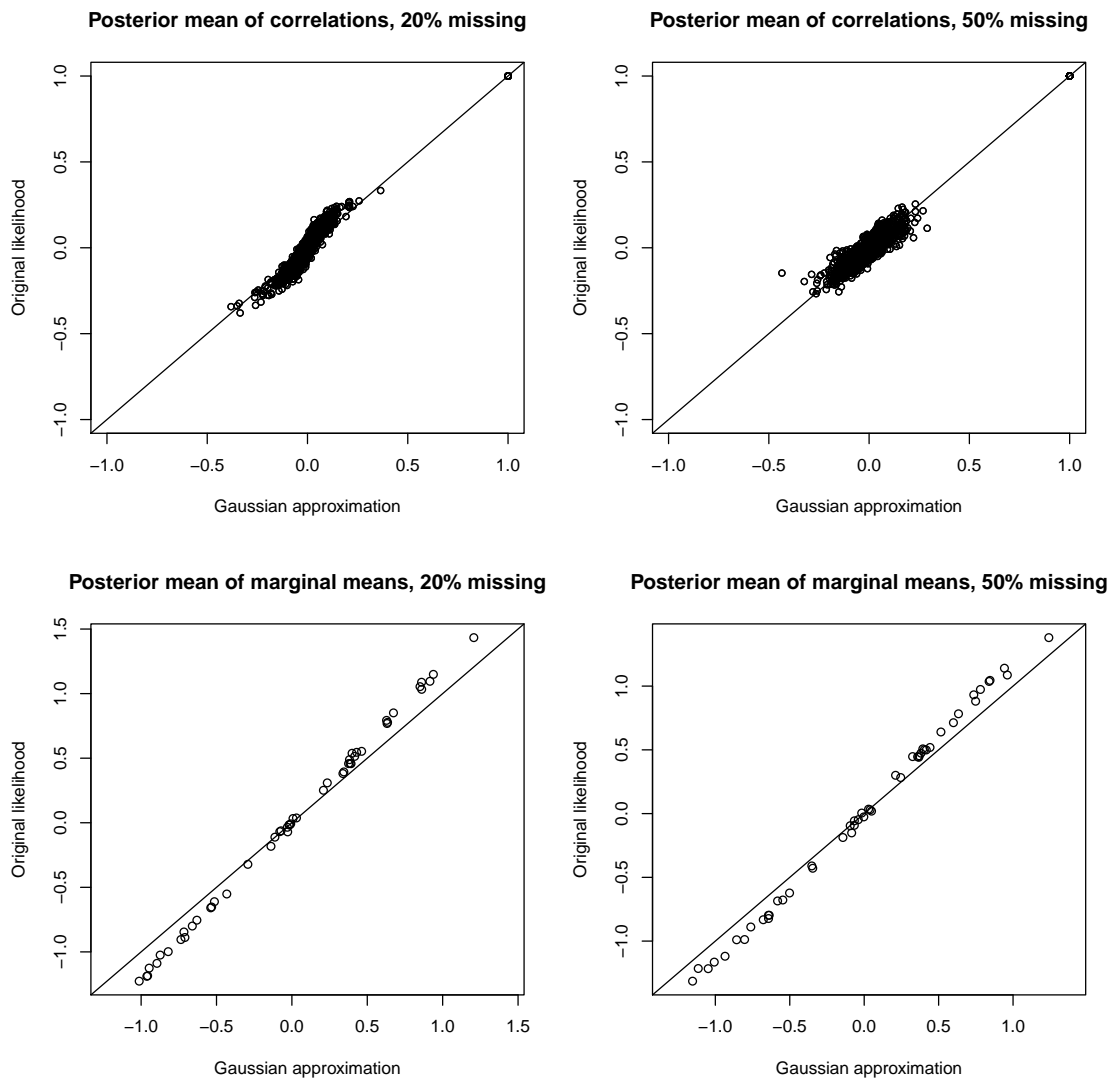 Posterior mean of correlations, 20% missing
1.0
0.5
0.0
−0.5
−1.0
Original likelihood
−1.0 −0.5 0.0 0.5 1.0
Gaussian approximation
Posterior mean of correlations, 50% missing
1.0
0.5
0.0
−0.5
−1.0
Original likelihood
−1.0 −0.5 0.0 0.5 1.0
Gaussian approximation
Posterior mean of marginal means, 20% missing
1.5
1.0
0.5
0.0
−0.5
−1.0
Original likelihood
−1.0 −0.5 0.0 0.5 1.0 1.5
Gaussian approximation
Posterior mean of marginal means, 50% missing
1.0
0.5
0.0
−0.5
−1.0
Original likelihood
−1.0 −0.5 0.0 0.5 1.0
Gaussian approximation